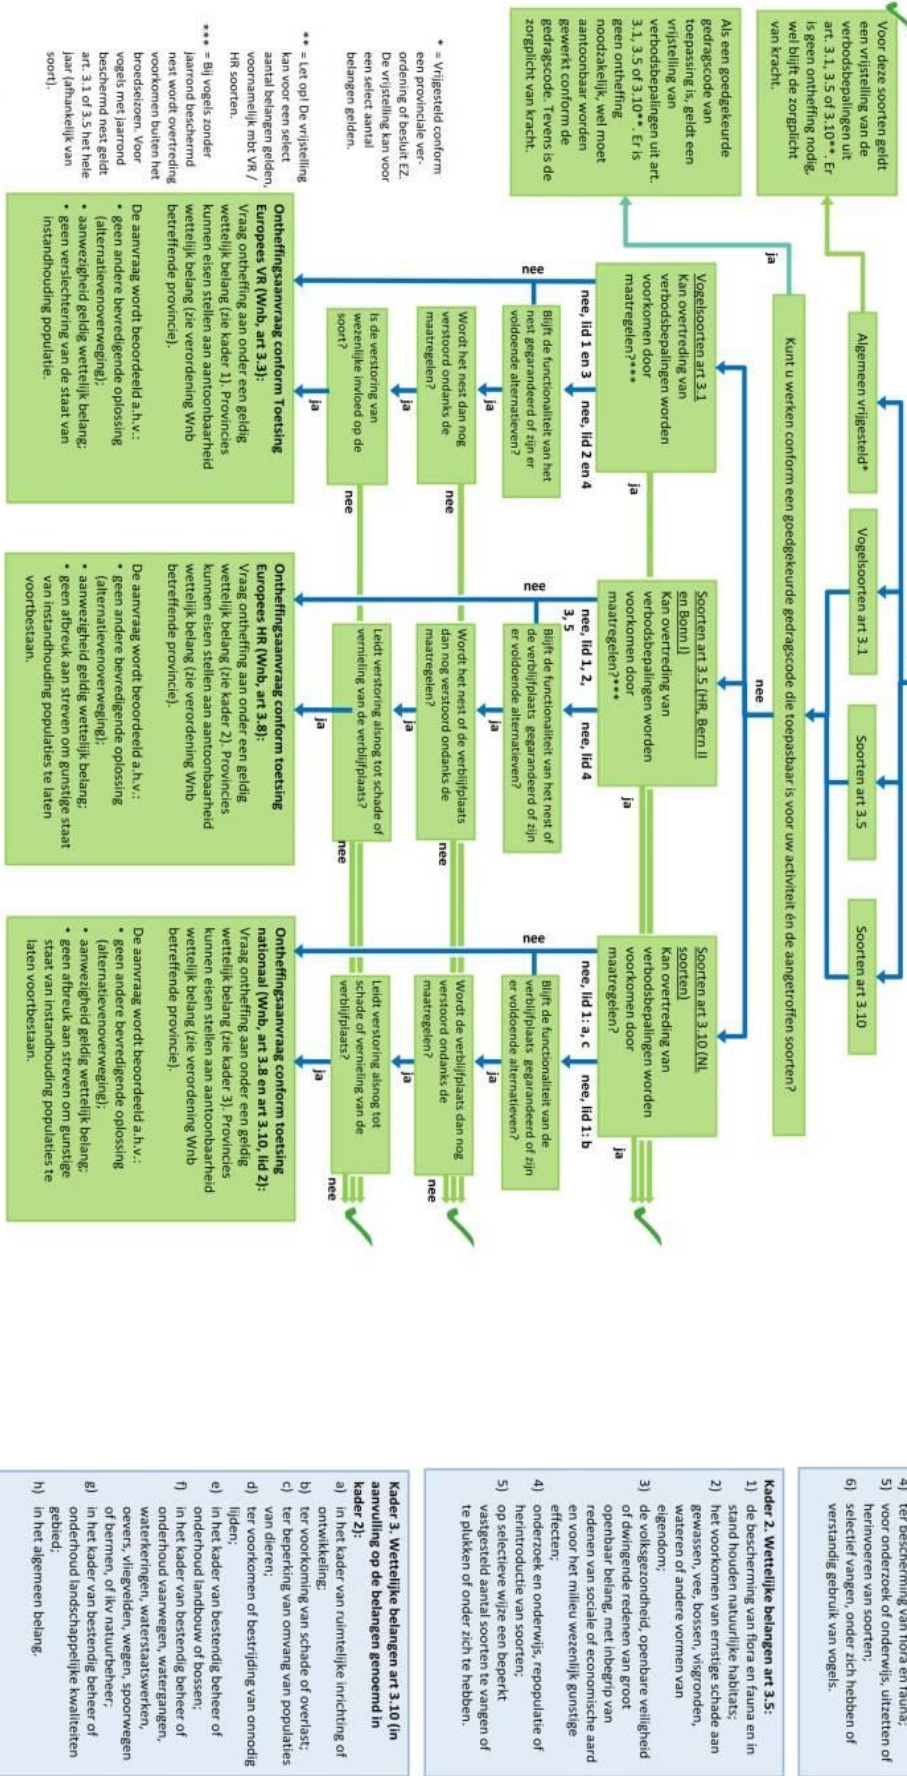 Voor deze soorten geldt
een vrijstelling van de
verbodsbepalingen uit
art. 3.1, 3.5 of 3.10**. Er
is geen ontheffing nodig,
wel blijft de zorgplicht
van kracht.
Algemeen vrijgesteld*
Vogelsoorten art 3.1
Soorten art 3.5
Soorten art 3.10
Als een goedgekeurde
gedragscode van
toepassing is, geldt een
vrijstelling van
verbodsbepalingen uit art.
3.1, 3.5 of 3.10**. Er is
geen ontheffing
noodzakelijk, wel moet
aantoonbaar worden
gewerkt conform de
gedragscode. Tevens is de
zorgplicht van kracht.
ja
Kunt u werken conform een goedgekeurde gedragscode die toepasbaar is voor uw activiteit én de aangetroffen soorten?
nee
Vogelsoorten art 3.1
Kan overtreding van
verbodsbepalingen worden
voorkomen door
maatregelen?***
ja
Soorten art 3.5 (HR, Bern II
en Bonn I)
Kan overtreding van
verbodsbepalingen worden
voorkomen door
maatregelen?***
ja
Soorten art 3.10 (NL
soorten)
Kan overtreding van
verbodsbepalingen worden
voorkomen door
maatregelen?
ja
nee, lid 1 en 3
nee, lid 2 en 4
nee, lid 1, 2,
3, 5
nee, lid 4
nee, lid 1: a, c
nee, lid 1: b
Blijft de functionaliteit van het
nest gegarandeerd of zijn er
voldoende alternatieven?
nee
ja
Blijft de functionaliteit van het nest of
de verblijfplaats gegarandeerd of zijn
er voldoende alternatieven?
nee
ja
Blijft de functionaliteit van de
verblijfplaats gegarandeerd of zijn
er voldoende alternatieven?
nee
ja
Wordt het nest dan nog
verstoord ondanks de
maatregelen?
ja
Wordt het nest of de verblijfplaats
dan nog verstoord ondanks de
maatregelen?
ja
nee
Wordt de verblijfplaats dan nog
verstoord ondanks de
maatregelen?
ja
nee
Is de verstoring van
wezenlijke invloed op de
soort?
ja
nee
Leidt verstoring alsnog tot schade of
vernieling van de verblijfplaats?
ja
nee
Leidt verstoring alsnog tot
schade of vernieling van de
verblijfplaats?
ja
nee
* = Vrijgesteld conform
een provinciale ver-
ordening of besluit EZ.
De vrijstelling kan voor
een select aantal
belangen gelden.
** = Let op! De vrijstelling
kan voor een select
aantal belangen gelden,
voornamelijk mbt VR /
HR soorten.
*** = Bij vogels zonder
jaarrond beschermd
nest wordt overtreding
voorkomen buiten het
broedseizoen. Voor
vogels met jaarrond
beschermd nest geldt
art. 3.1 of 3.5 het hele
jaar (afhankelijk van
soort).
Ontheffingsaanvraag conform Toetsing
Europees VR (Wnb, art 3.3):
Vraag ontheffing aan onder een geldig
wettelijk belang (zie kader 1). Provincies
kunnen eisen stellen aan aantoonbaarheid
wettelijk belang (zie verordening Wnb
betreffende provincie).
De aanvraag wordt beoordeeld a.h.v.:
• geen andere bevredigende oplossing
(alternatievenoverweging);
• aanwezigheid geldig wettelijk belang;
• geen verslechtering van de staat van
instandhouding populatie.
Ontheffingsaanvraag conform toetsing
Europees HR (Wnb, art 3.8):
Vraag ontheffing aan onder een geldig
wettelijk belang (zie kader 2). Provincies
kunnen eisen stellen aan aantoonbaarheid
wettelijk belang (zie verordening Wnb
betreffende provincie).
De aanvraag wordt beoordeeld a.h.v.:
• geen andere bevredigende oplossing
(alternatievenoverweging);
• aanwezigheid geldig wettelijk belang;
• geen afbreuk aan streven om gunstige staat
van instandhouding populaties te laten
voortbestaan.
Ontheffingsaanvraag conform toetsing
nationaal (Wnb, art 3.8 en art 3.10, lid 2):
Vraag ontheffing aan onder een geldig
wettelijk belang (zie kader 3). Provincies
kunnen eisen stellen aan aantoonbaarheid
wettelijk belang (zie verordening Wnb
betreffende provincie).
De aanvraag wordt beoordeeld a.h.v.:
• geen andere bevredigende oplossing
(alternatievenoverweging);
• aanwezigheid geldig wettelijk belang;
• geen afbreuk aan streven om gunstige
staat van instandhouding populaties te
laten voortbestaan.
4) ter bescherming van flora en fauna;
5) voor onderzoek of onderwijs, uitzetten of
herinvoeren van soorten;
6) selectief vangen, onder zich hebben of
verstandig gebruik van vogels.
Kader 2. Wettelijke belangen art 3.5:
1) de bescherming van flora en fauna en in
stand houden natuurlijke habitats;
2) het voorkomen van ernstige schade aan
gewassen, vee, bossen, visgronden,
wateren of andere vormen van
eigendom;
3) de volksgezondheid, openbare veiligheid
of dwingende redenen van groot
openbaar belang, met inbegrip van
redenen van sociale of economische aard
en voor het milieu wezenlijk gunstige
effecten;
4) onderzoek en onderwijs, repopulatie of
herintroductie van soorten;
5) op selectieve wijze een beperkt
vastgesteld aantal soorten te vangen of
te plukken of onder zich te hebben.
Kader 3. Wettelijke belangen art 3.10 (in
aanvulling op de belangen genoemd in
kader 2):
a) in het kader van ruimtelijke inrichting of
ontwikkeling;
b) ter voorkoming van schade of overlast;
c) ter beperking van omvang van populaties
van dieren;
d) ter voorkomen of bestrijding van onnodig
lijden;
e) in het kader van bestendig beheer of
onderhoud landbouw of bossen;
f) in het kader van bestendig beheer of
onderhoud vaarwegen, watergangen,
waterkeringen, waterstaatswerken,
oevers, vliegvelden, wegen, spoorwegen
of bermen, of ikv natuurbeheer;
g) in het kader van bestendig beheer of
onderhoud landschappelijke kwaliteiten
gebied;
h) in het algemeen belang.